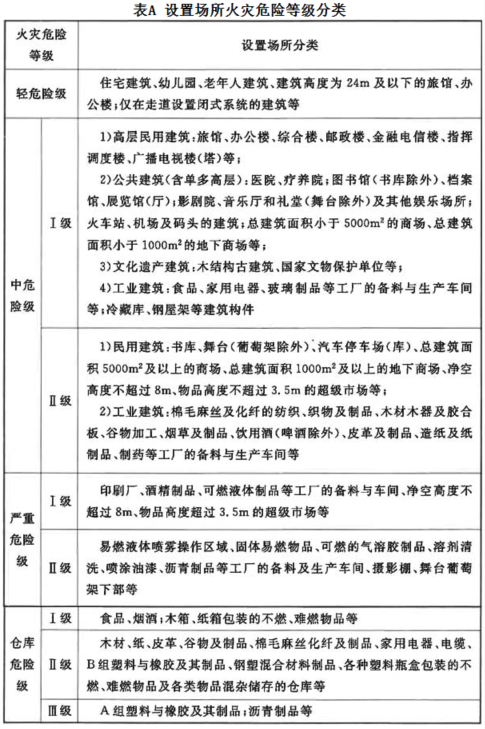 表A 设置场所火灾危险等级分类
火灾危险
等级
设置场所分类
轻危险级
住宅建筑、幼儿园、老年人建筑、建筑高度为 24m 及以下的旅馆、办
公楼;仅在走道设置闭式系统的建筑等
中危
险级
Ⅰ级
1)高层民用建筑:旅馆、办公楼、综合楼、邮政楼、金融电信楼、指挥
调度楼、广播电视楼(塔)等;
2)公共建筑(含单多高层):医院、疗养院;图书馆(书库除外)、档案
馆、展览馆(厅);影剧院、音乐厅和礼堂(舞台除外)及其他娱乐场所;
火车站、机场及码头的建筑;总建筑面积小于 5000m²的商场、总建筑
面积小于 1000m²的地下商场等;
3)文化遗产建筑:木结构古建筑、国家文物保护单位等;
4)工业建筑:食品、家用电器、玻璃制品等工厂的备料与生产车间
等;冷藏库、钢屋架等建筑构件
Ⅱ级
1)民用建筑:书库、舞台(葡萄架除外)、汽车停车场(库)、总建筑面
积 5000m²及以上的商场、总建筑面积 1000m²及以上的地下商场、净空
高度不超过 8m、物品高度不超过 3.5m 的超级市场等;
2)工业建筑:棉毛麻丝及化纤的纺织、织物及制品、木材木器及胶合
板、谷物加工、烟草及制品、饮用酒(啤酒除外)、皮革及制品、造纸及纸
制品、制药等工厂的备料与生产车间等
严重
危险
级
Ⅰ级
印刷厂、酒精制品、可燃液体制品等工厂的备料与车间、净空高度不
超过 8m、物品高度超过 3.5m 的超级市场等
Ⅱ级
易燃液体喷雾操作区域、固体易燃物品、可燃的气溶胶制品、溶剂清
洗、喷涂油漆、沥青制品等工厂的备料及生产车间、摄影棚、舞台葡萄
架下部等
仓库
危险
级
Ⅰ级
食品、烟酒;木箱、纸箱包装的不燃、难燃物品等
Ⅱ级
木材、纸、皮革、谷物及制品、棉毛麻丝化纤及制品、家用电器、电缆、
B组塑料与橡胶及其制品、钢塑混合材料制品、各种塑料瓶盒包装的不
燃、难燃物品及各类物品混杂储存的仓库等
Ⅲ级
A 组塑料与橡胶及其制品;沥青制品等